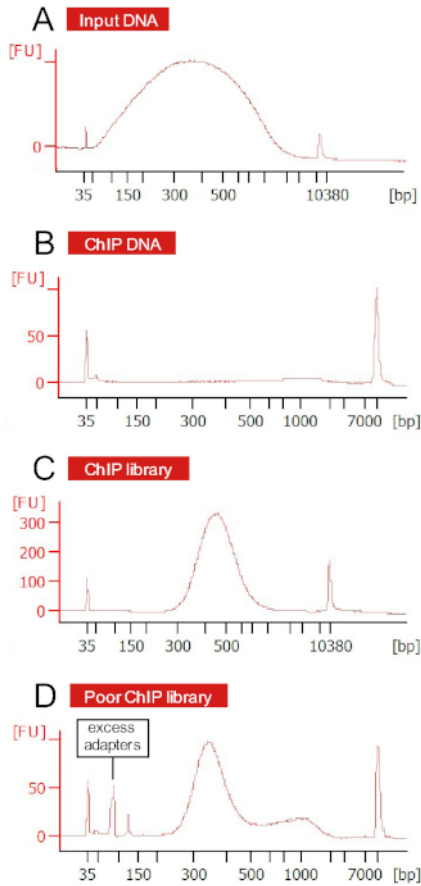 A Input DNA
[FU]
0
35 150 300 500 10380 [bp]
B ChIP DNA
[FU]
50
0
35 150 300 500 1000 7000 [bp]
C ChIP library
[FU]
300
200
100
0
35 150 300 500 10380 [bp]
D Poor ChIP library
[FU]
excess
adapters
50
0
35 150 300 500 1000 7000 [bp]